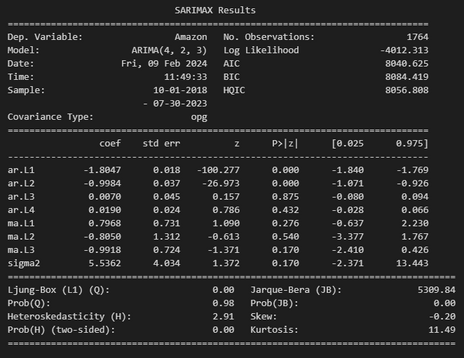 SARIMAX Results
==============================================================================
Dep. Variable: Amazon No. Observations: 1764
Model: ARIMA(4, 2, 3) Log Likelihood -4012.313
Date: Fri, 09 Feb 2024 AIC 8040.625
Time: 11:49:33 BIC 8084.419
Sample: 10-01-2018 HQIC 8056.808
- 07-30-2023
Covariance Type: opg
==============================================================================
coef std err z P>|z| [0.025 0.975]
------------------------------------------------------------------------------
ar.L1 -1.8047 0.018 -100.277 0.000 -1.840 -1.769
ar.L2 -0.9984 0.037 -26.973 0.000 -1.071 -0.926
ar.L3 0.0070 0.045 0.157 0.875 -0.080 0.094
ar.L4 0.0190 0.024 0.786 0.432 -0.028 0.066
ma.L1 0.7968 0.731 1.090 0.276 -0.637 2.230
ma.L2 -0.8050 1.312 -0.613 0.540 -3.377 1.767
ma.L3 -0.9918 0.724 -1.371 0.170 -2.410 0.426
sigma2 5.5362 4.034 1.372 0.170 -2.371 13.443
===================================================================================
Ljung-Box (L1) (Q): 0.00 Jarque-Bera (JB): 5309.84
Prob(Q): 0.98 Prob(JB): 0.00
Heteroskedasticity (H): 2.91 Skew: -0.20
Prob(H) (two-sided): 0.00 Kurtosis: 11.49
===================================================================================